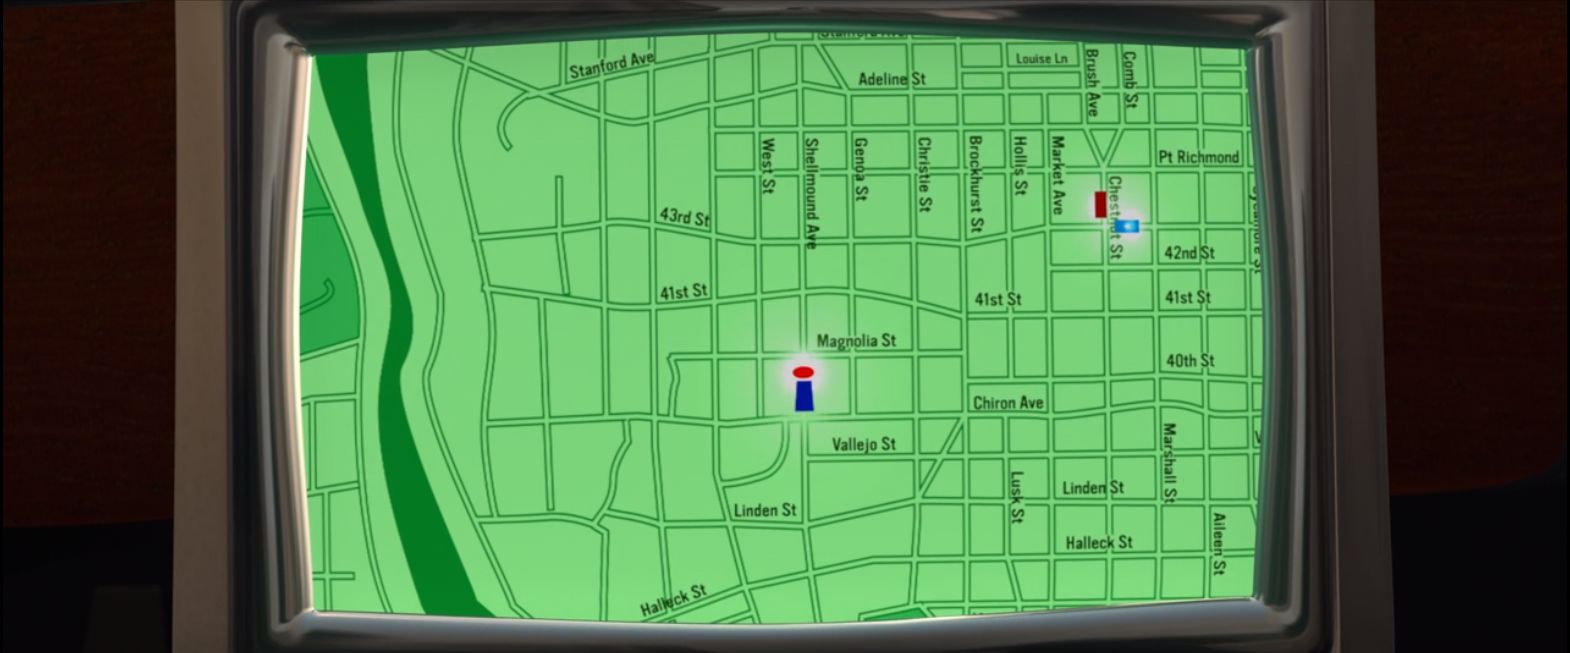 Stanford Ave
Stanford Ave
Louise Ln
Brush Ave
Comb St
Adeline St
West St
Shellmound Ave
Genoa St
Christie St
Brockhurst St
Hollis St
Market Ave
Pt Richmond
Chestnut St
43rd St
42nd St
41st St
41st St
41st St
Magnolia St
40th St
Chiron Ave
Vallejo St
Marshall St
Lusk St
Linden St
Linden St
Aileen St
Halleck St
Halleck St